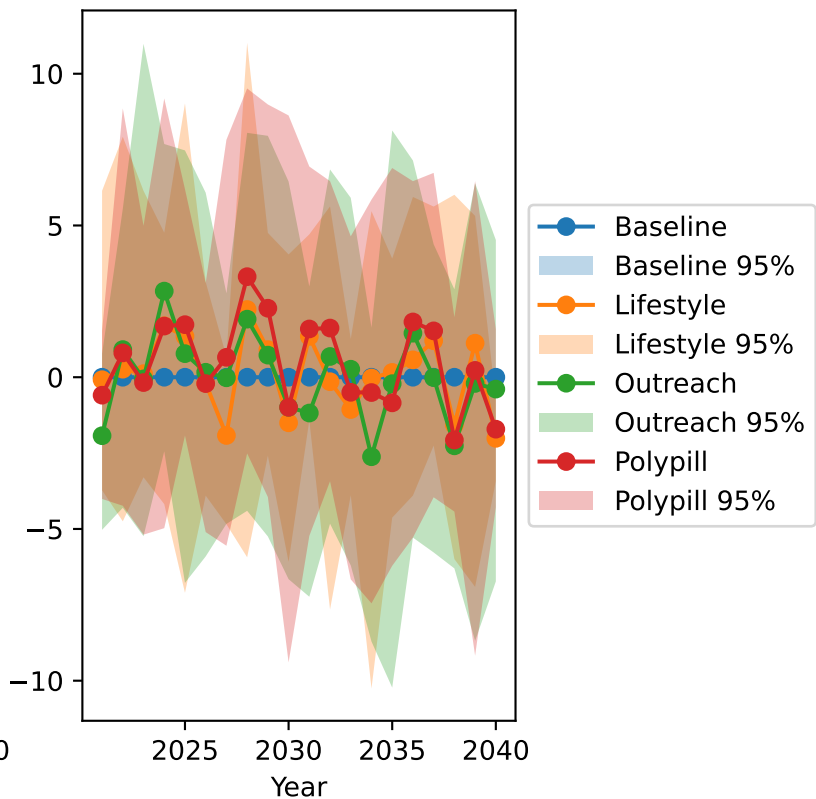 10
5
0
−5
−10
0
2025 2030 2035 2040
Year
Baseline
Baseline 95%
Lifestyle
Lifestyle 95%
Outreach
Outreach 95%
Polypill
Polypill 95%